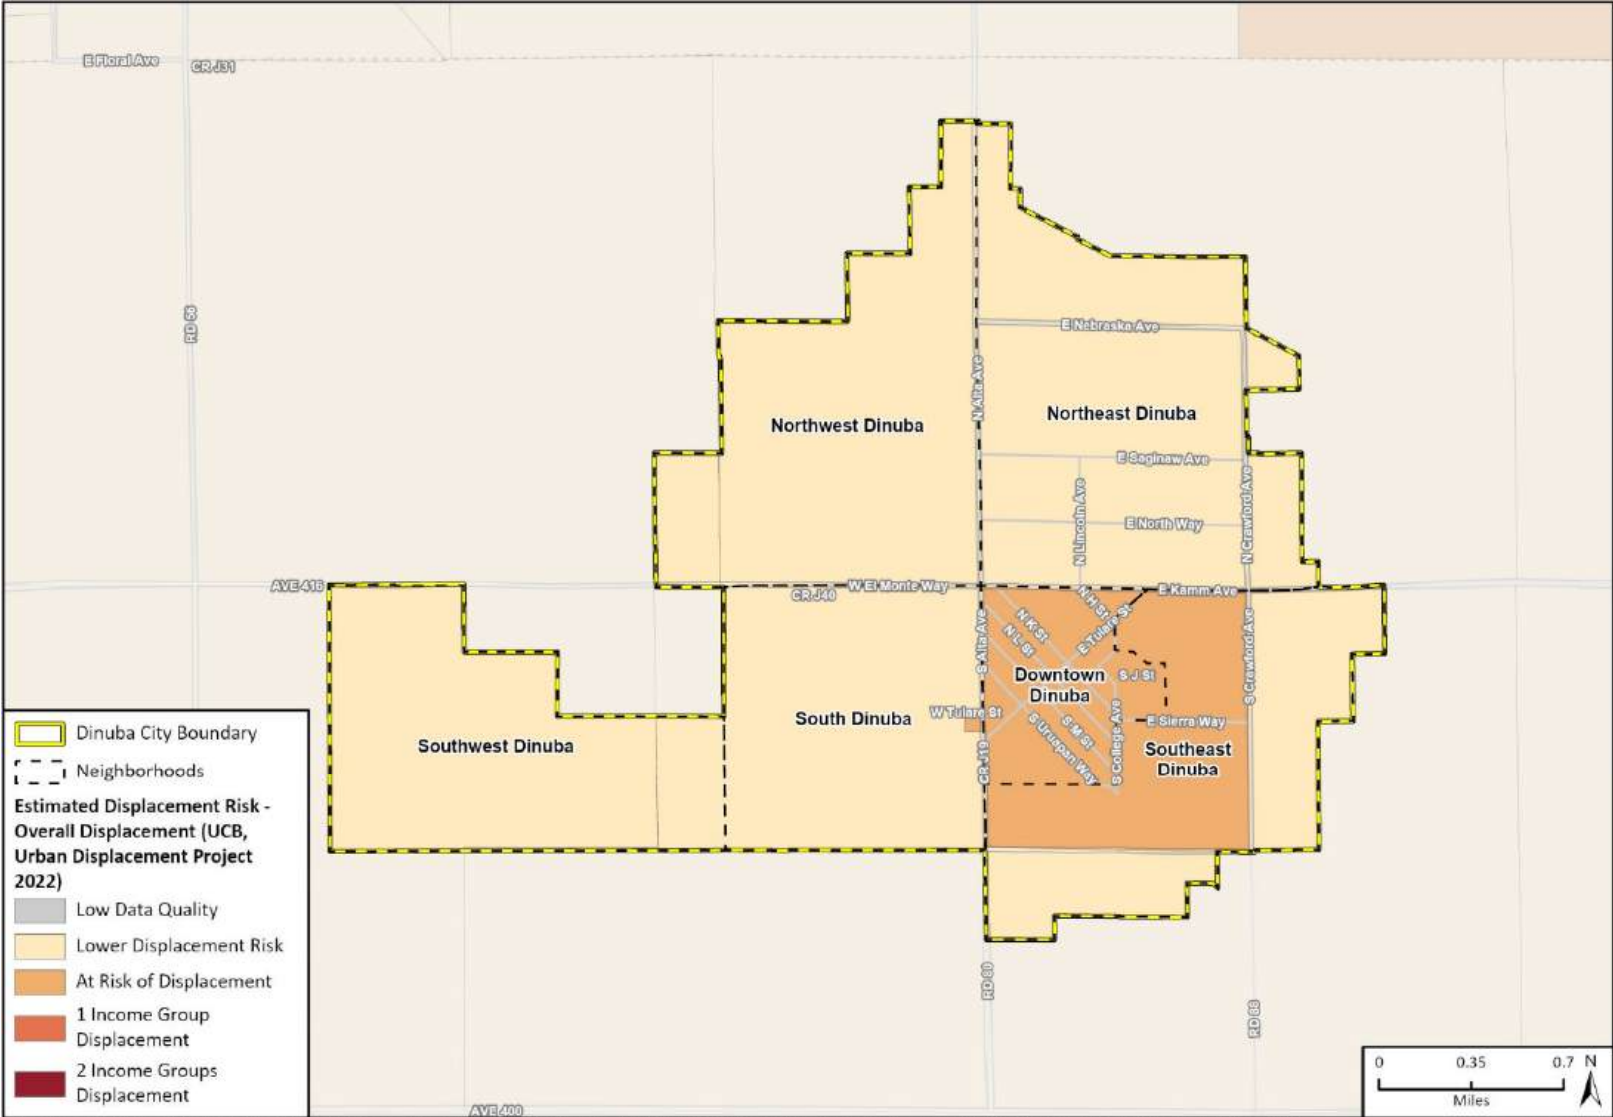 E Floral Ave
CR J31
RD 56
E Nebraska Ave
N Alta Ave
Northwest Dinuba
Northeast Dinuba
E Saginaw Ave
N Lincoln Ave
N Crawford Ave
E North Way
AVE 416
W El Monte Way
CR J40
E Kamm Ave
N H St
N K St
E Tulare St
N L St
S Alta Ave
S Crawford Ave
Downtown
Dinuba
S J St
W Tulare St
South Dinuba
E Sierra Way
S M St
S Uruapan Way
S College Ave
CR J19
Southwest Dinuba
Southeast
Dinuba
RD 80
RD 88
AVE 400
Dinuba City Boundary
Neighborhoods
Estimated Displacement Risk -
Overall Displacement (UCB,
Urban Displacement Project
2022)
Low Data Quality
Lower Displacement Risk
At Risk of Displacement
1 Income Group
Displacement
2 Income Groups
Displacement
0 0.35 0.7
Miles
N